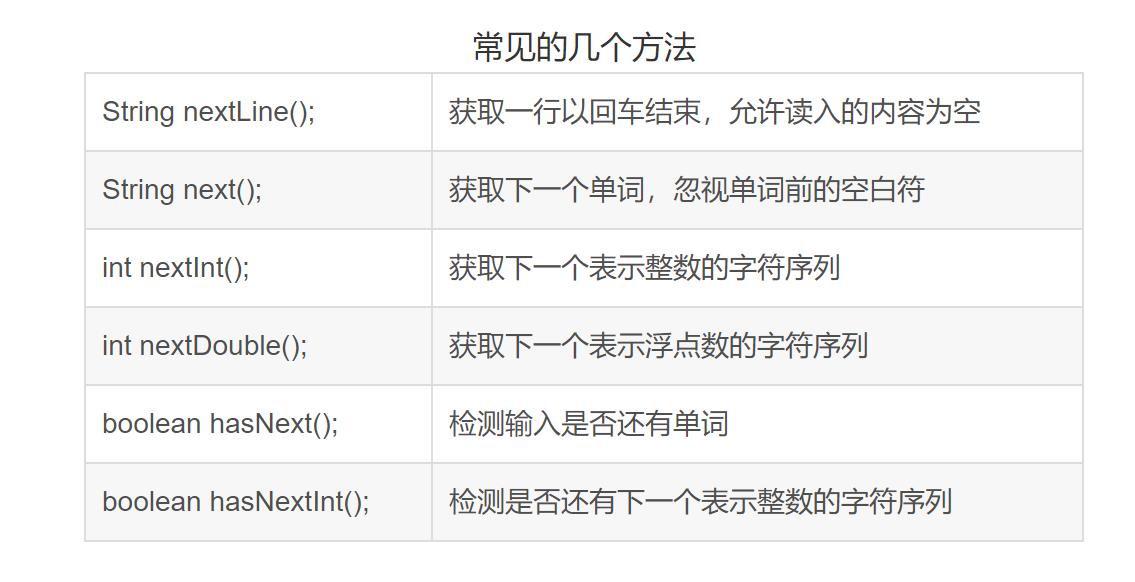 常见的几个方法
String nextLine(); 获取一行以回车结束，允许读入的内容为空
String next(); 获取下一个单词，忽视单词前的空白符
int nextInt(); 获取下一个表示整数的字符序列
int nextDouble(); 获取下一个表示浮点数的字符序列
boolean hasNext(); 检测输入是否还有单词
boolean hasNextInt(); 检测是否还有下一个表示整数的字符序列